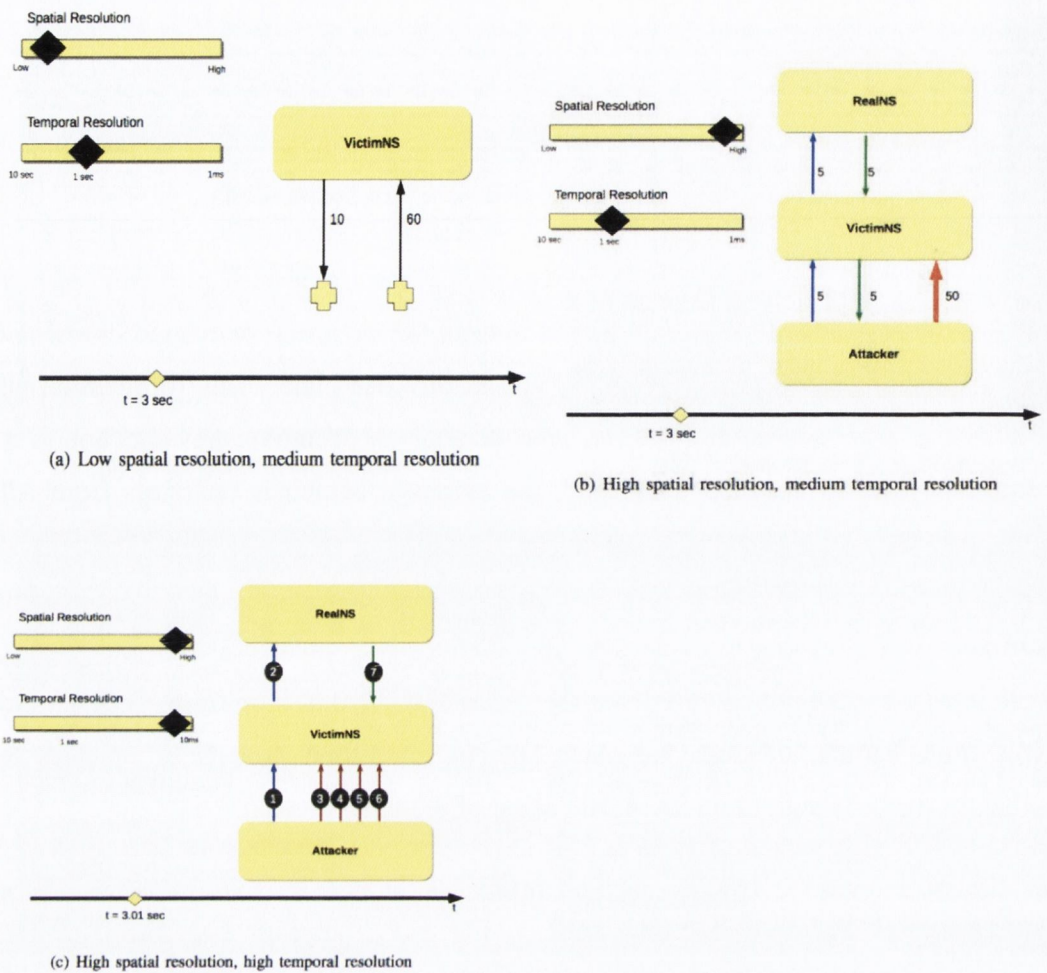 Spatial Resolution
Low High
Temporal Resolution
10 sec 1 sec 1ms
VictimNS
10 60
t
t = 3 sec
(a) Low spatial resolution, medium temporal resolution
Spatial Resolution
Low High
Temporal Resolution
10 sec 1 sec 1ms
RealNS
5 5
VictimNS
5 5 50
Attacker
t
t = 3 sec
(b) High spatial resolution, medium temporal resolution
Spatial Resolution
Low High
Temporal Resolution
10 sec 1 sec 10ms
RealNS
2 7
VictimNS
1 3 4 5 6
Attacker
t
t = 3.01 sec
(c) High spatial resolution, high temporal resolution